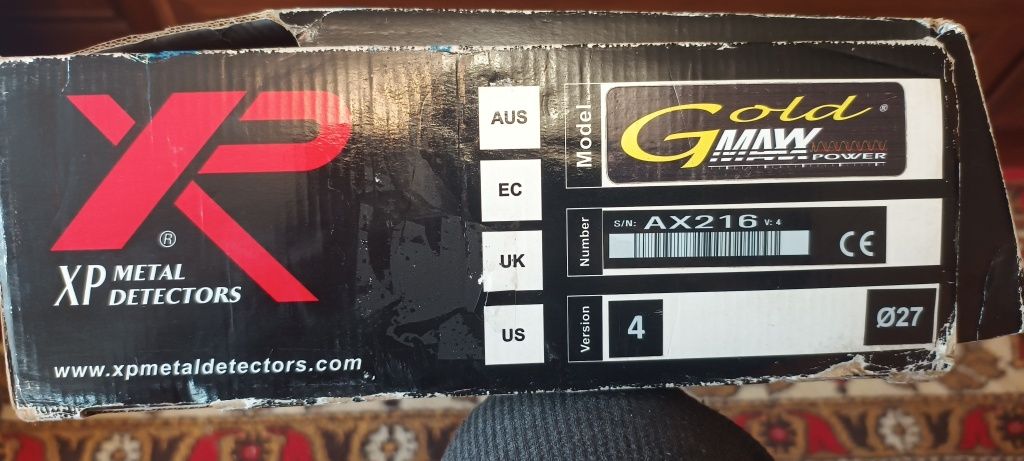 XP
®
XP METAL
DETECTORS
www.xpmetaldetectors.com
AUS
EC
UK
US
Model
Gold ®
GMAXX
POWER
Number
S/N: AX216 V: 4
CE
Version
4
Ø27